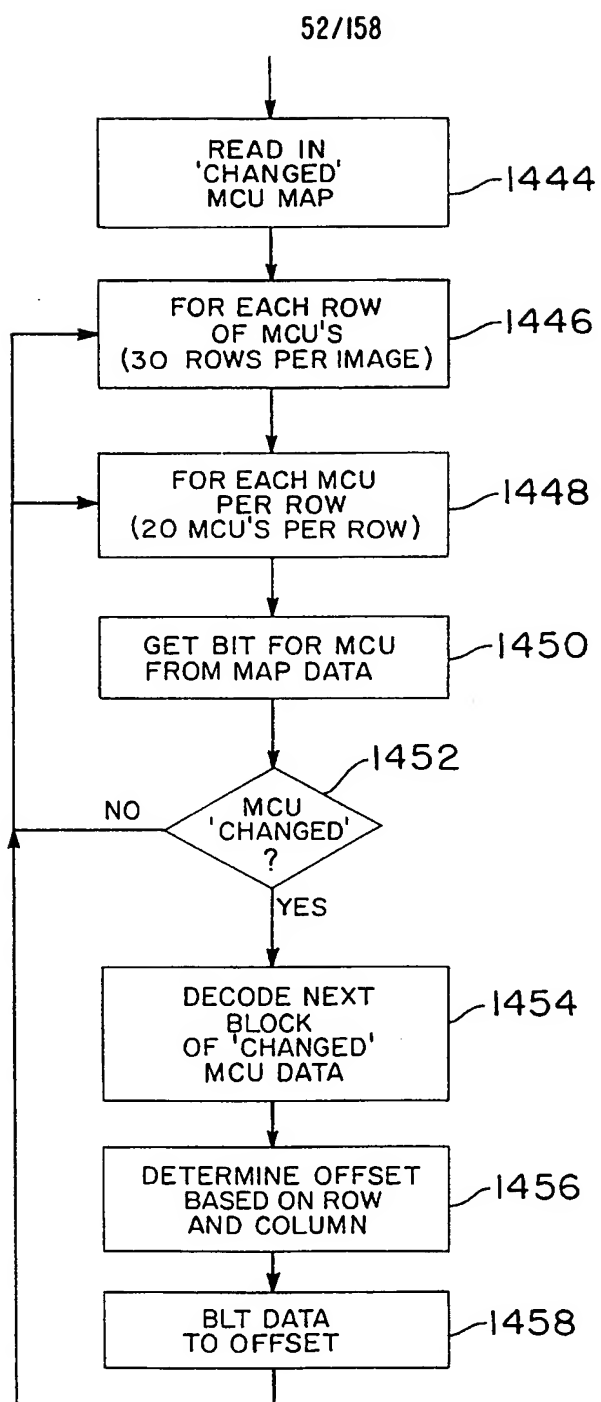 52/158
READ IN
'CHANGED'
MCU MAP
1444
FOR EACH ROW
OF MCU'S
(30 ROWS PER IMAGE)
1446
FOR EACH MCU
PER ROW
(20 MCU'S PER ROW)
1448
GET BIT FOR MCU
FROM MAP DATA
1450
1452
NO
MCU
'CHANGED'
?
YES
DECODE NEXT
BLOCK
OF 'CHANGED'
MCU DATA
1454
DETERMINE OFFSET
BASED ON ROW
AND COLUMN
1456
BLT DATA
TO OFFSET
1458